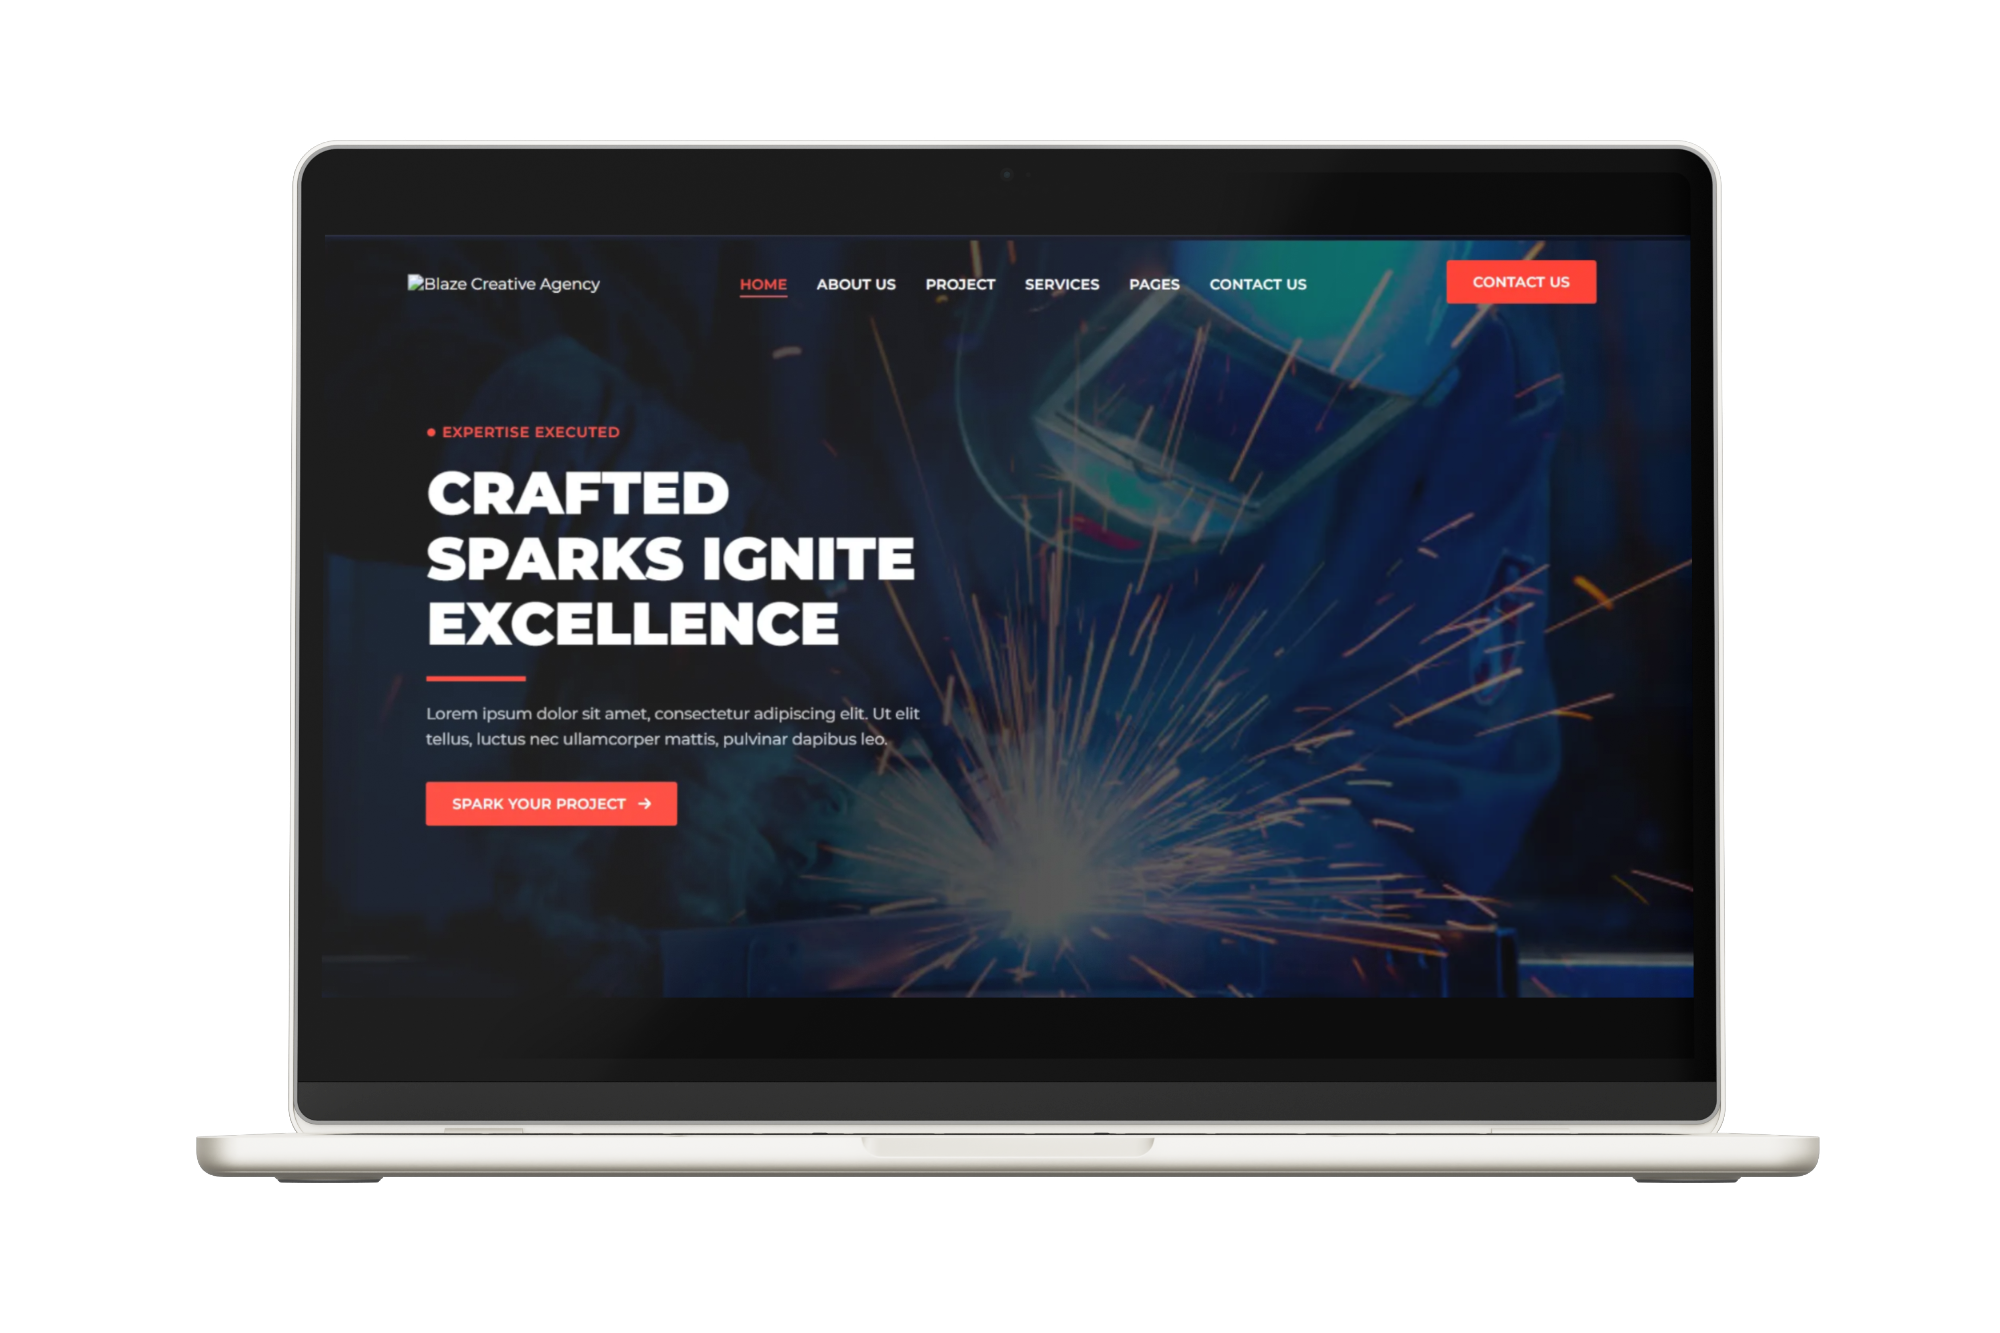 Blaze Creative Agency
HOME ABOUT US PROJECT SERVICES PAGES CONTACT US
CONTACT US
EXPERTISE EXECUTED
CRAFTED
SPARKS IGNITE
EXCELLENCE
Lorem ipsum dolor sit amet, consectetur adipiscing elit. Ut elit
tellus, luctus nec ullamcorper mattis, pulvinar dapibus leo.
SPARK YOUR PROJECT →